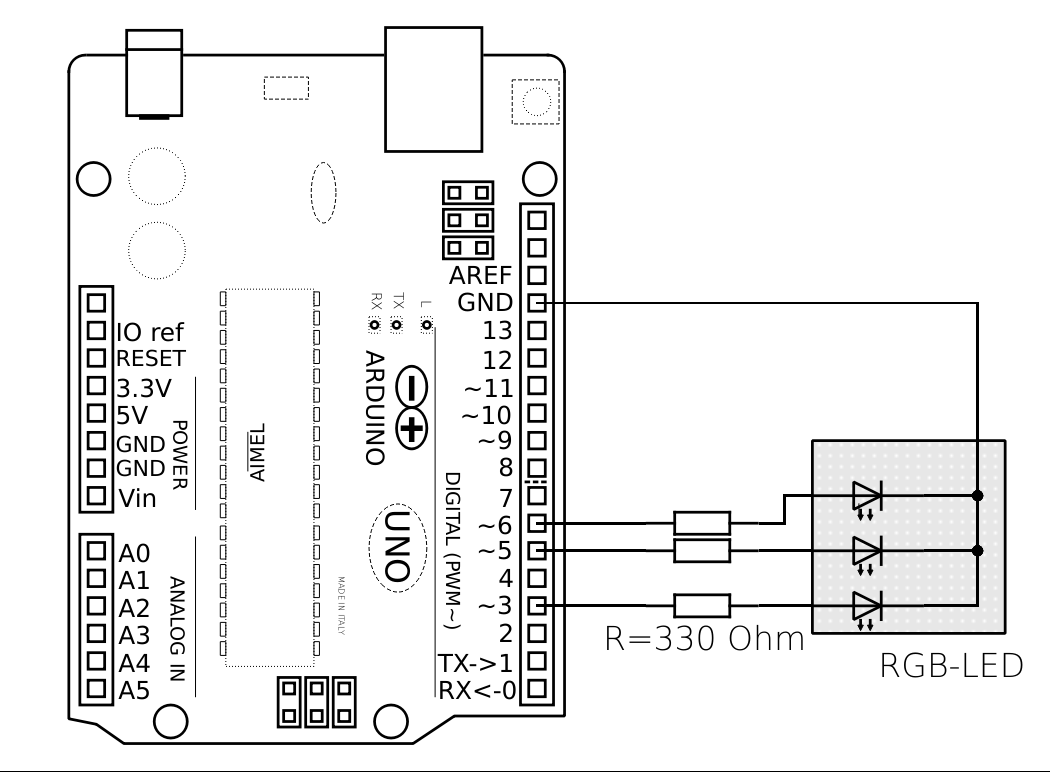 AREF
GND
13
12
~11
~10
~9
8
7
~6
~5
4
~3
2
TX->1
RX<-0
DIGITAL (PWM~)
RX
TX
L
ARDUINO
UNO
MADE IN ITALY
AIMEL
IO ref
RESET
3.3V
5V
GND
GND
Vin
POWER
A0
A1
A2
A3
A4
A5
ANALOG IN
R=330 Ohm
RGB-LED